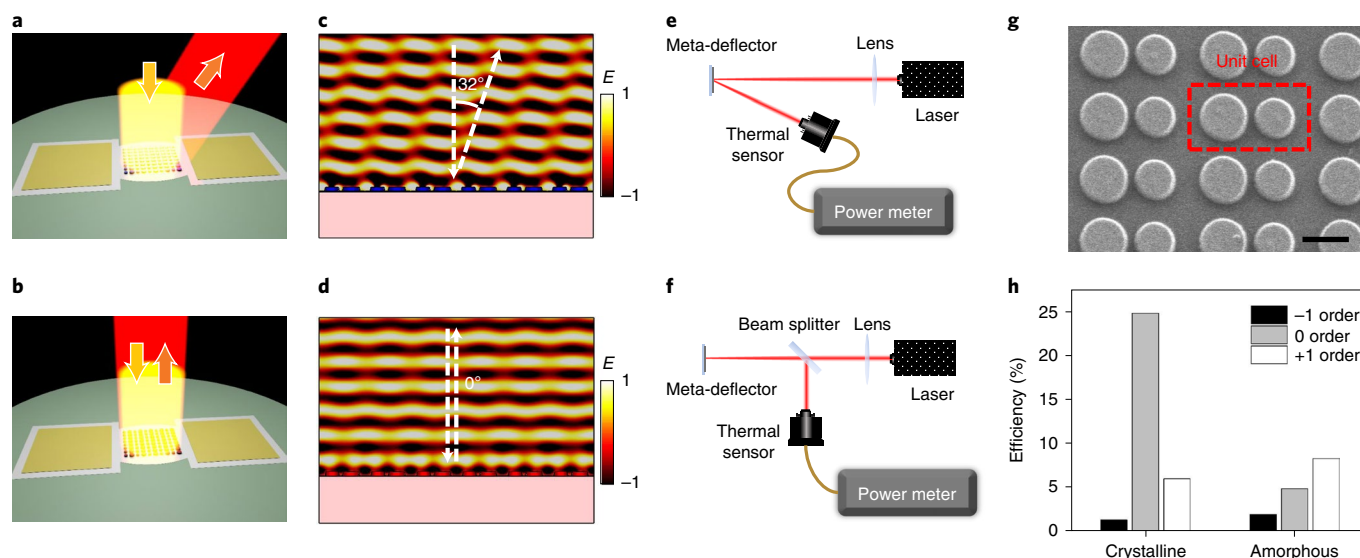 a
c
e
g
E
1
32°
−1
Meta-deflector
Lens
Laser
Thermal
sensor
Power meter
Unit cell
b
d
f
h
E
1
0°
−1
Beam splitter
Lens
Meta-deflector
Laser
Thermal
sensor
Power meter
Efficiency (%)
25
20
15
10
5
0
−1 order
0 order
+1 order
Crystalline
Amorphous